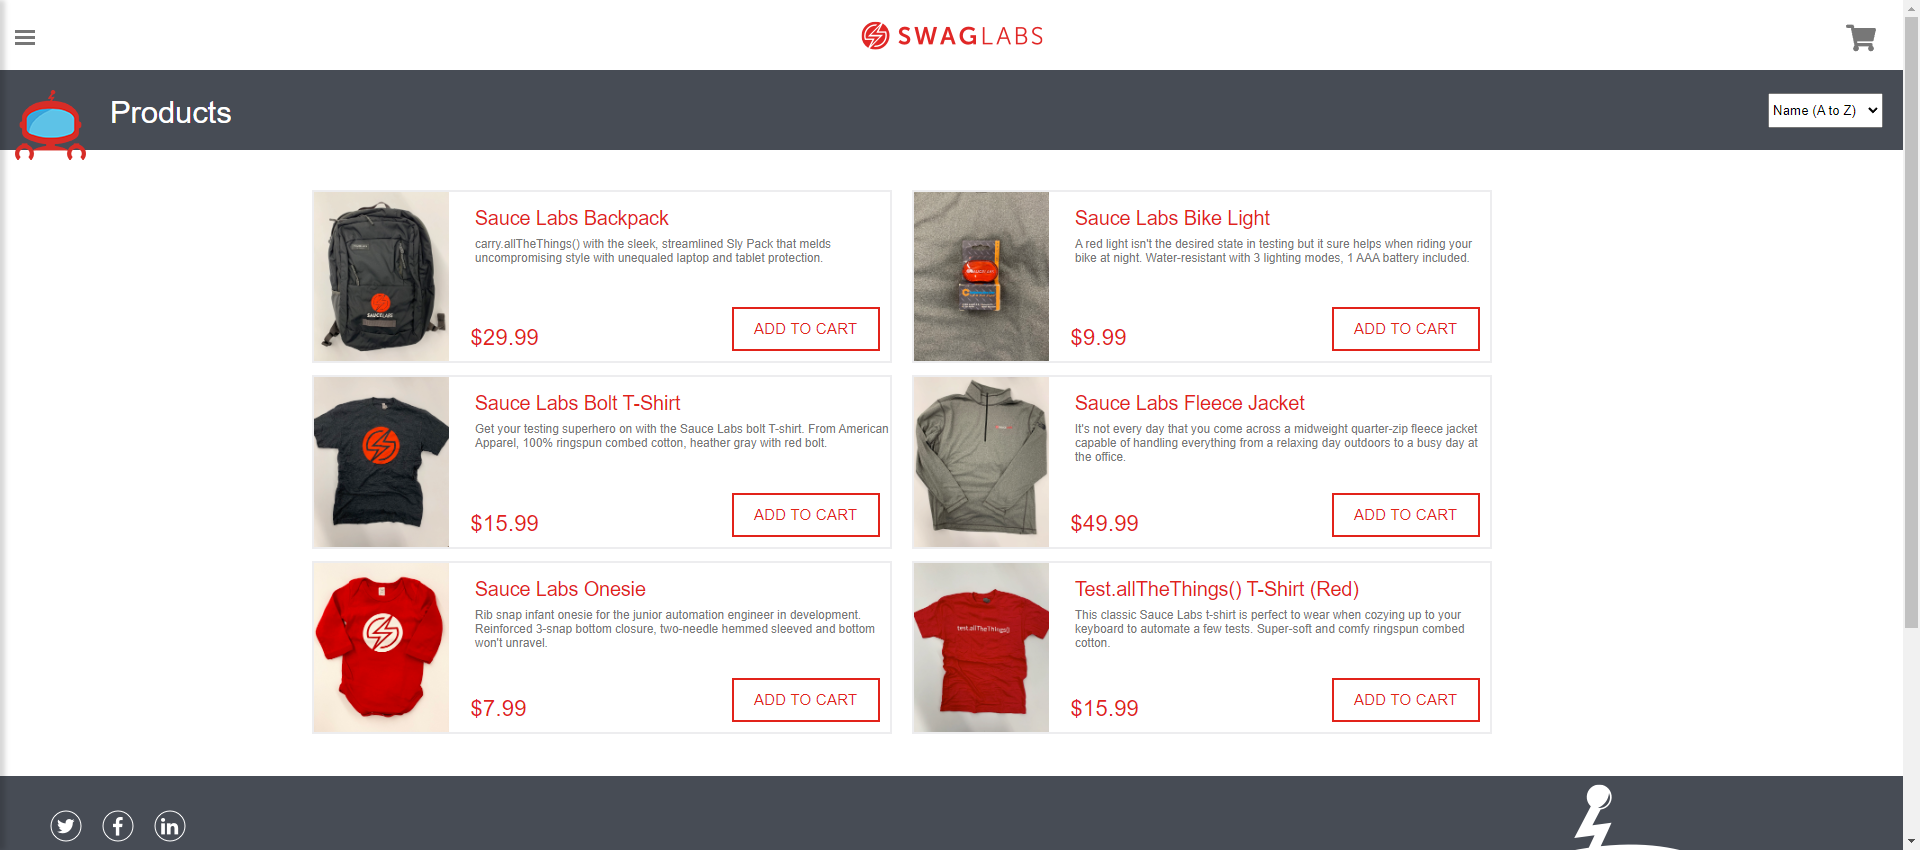 SWAGLABS
Products
Name (A to Z)
Sauce Labs Backpack
carry.allTheThings() with the sleek, streamlined Sly Pack that melds
uncompromising style with unequaled laptop and tablet protection.
$29.99
ADD TO CART
SAUCELABS
Sauce Labs Bike Light
A red light isn't the desired state in testing but it sure helps when riding your
bike at night. Water-resistant with 3 lighting modes, 1 AAA battery included.
$9.99
ADD TO CART
Sauce Labs Bolt T-Shirt
Get your testing superhero on with the Sauce Labs bolt T-shirt. From American
Apparel, 100% ringspun combed cotton, heather gray with red bolt.
$15.99
ADD TO CART
Sauce Labs Fleece Jacket
It's not every day that you come across a midweight quarter-zip fleece jacket
capable of handling everything from a relaxing day outdoors to a busy day at
the office.
$49.99
ADD TO CART
Sauce Labs Onesie
Rib snap infant onesie for the junior automation engineer in development.
Reinforced 3-snap bottom closure, two-needle hemmed sleeved and bottom
won't unravel.
$7.99
ADD TO CART
test.allTheThings()
Test.allTheThings() T-Shirt (Red)
This classic Sauce Labs t-shirt is perfect to wear when cozying up to your
keyboard to automate a few tests. Super-soft and comfy ringspun combed
cotton.
$15.99
ADD TO CART